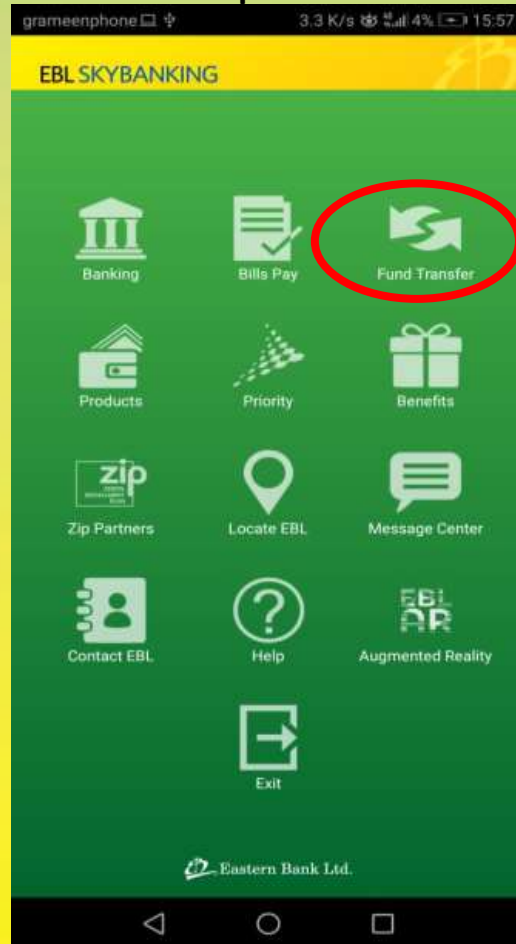 grameenphone 3.3 K/s 4% 15:57
EBL SKYBANKING
Banking Bills Pay Fund Transfer
Products Priority Benefits
zip
Zip Partners Locate EBL Message Center
EBL
AR
Contact EBL Help Augmented Reality
Exit
Eastern Bank Ltd.